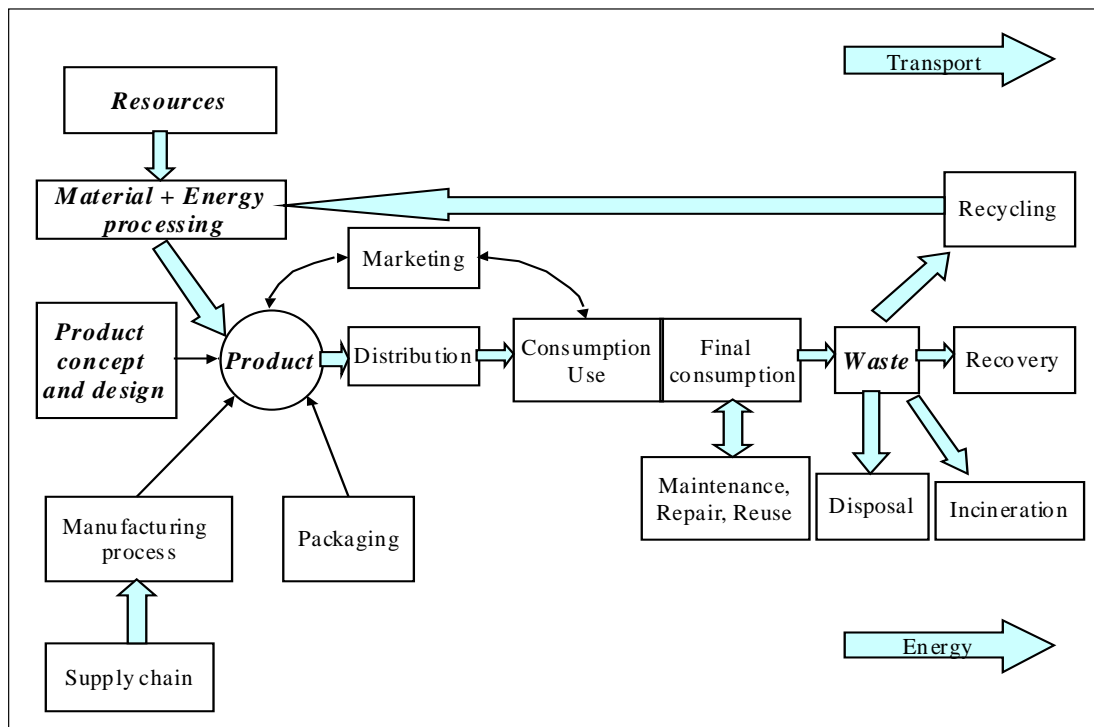 Transport
Resources
Material + Energy
processing
Recycling
Marketing
Product
concept
and design
Product
Distribution
Consumption
Use
Final
consumption
Waste
Recovery
Maintenance,
Repair, Reuse
Disposal
Incineration
Manufacturing
process
Packaging
Supply chain
Energy